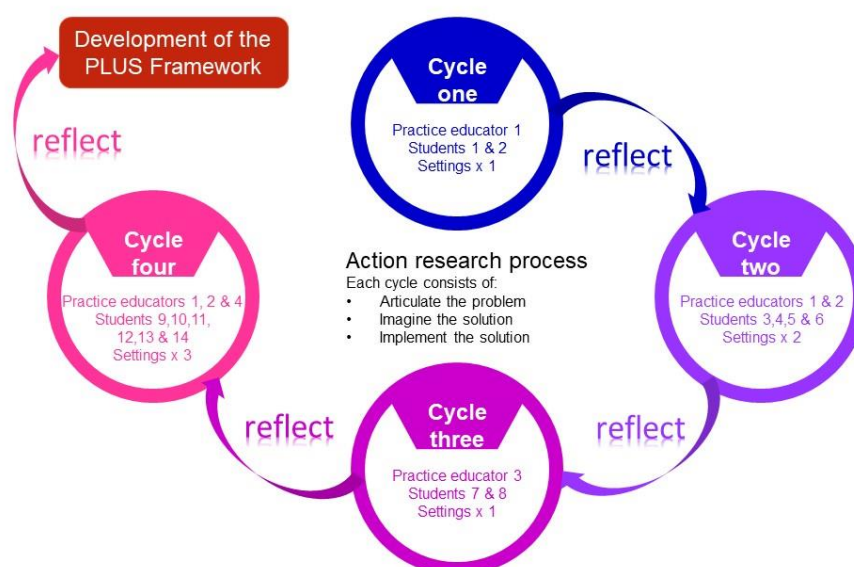 Development of the
PLUS Framework
reflect
Cycle
one
Practice educator 1
Students 1 & 2
Settings x 1
reflect
Cycle
two
Practice educators 1 & 2
Students 3,4,5 & 6
Settings x 2
reflect
Cycle
three
Practice educator 3
Students 7 & 8
Settings x 1
reflect
Cycle
four
Practice educators 1, 2 & 4
Students 9,10,11,
12,13 & 14
Settings x 3
Action research process
Each cycle consists of:
• Articulate the problem
• Imagine the solution
• Implement the solution